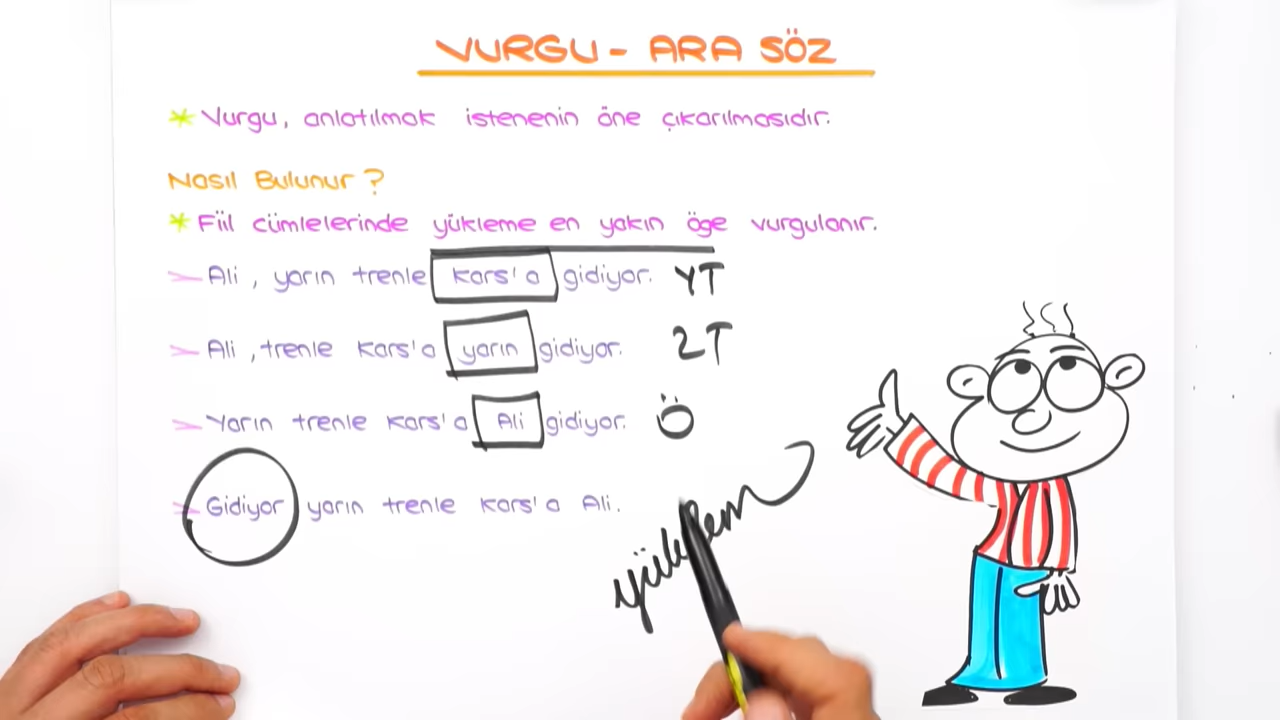 VURGU - ARA SÖZ
* Vurgu, anlatılmak istenenin öne çıkarılmasıdır.
Nasıl Bulunur ?
* Fiil cümlelerinde yükleme en yakın öge vurgulanır.
> Ali , yarın trenle Kars'a gidiyor. YT
> Ali , trenle Kars'a yarın gidiyor. ZT
> Yarın trenle Kars'a Ali gidiyor. Ö
> Gidiyor yarın trenle Kars'a Ali.
yüklem